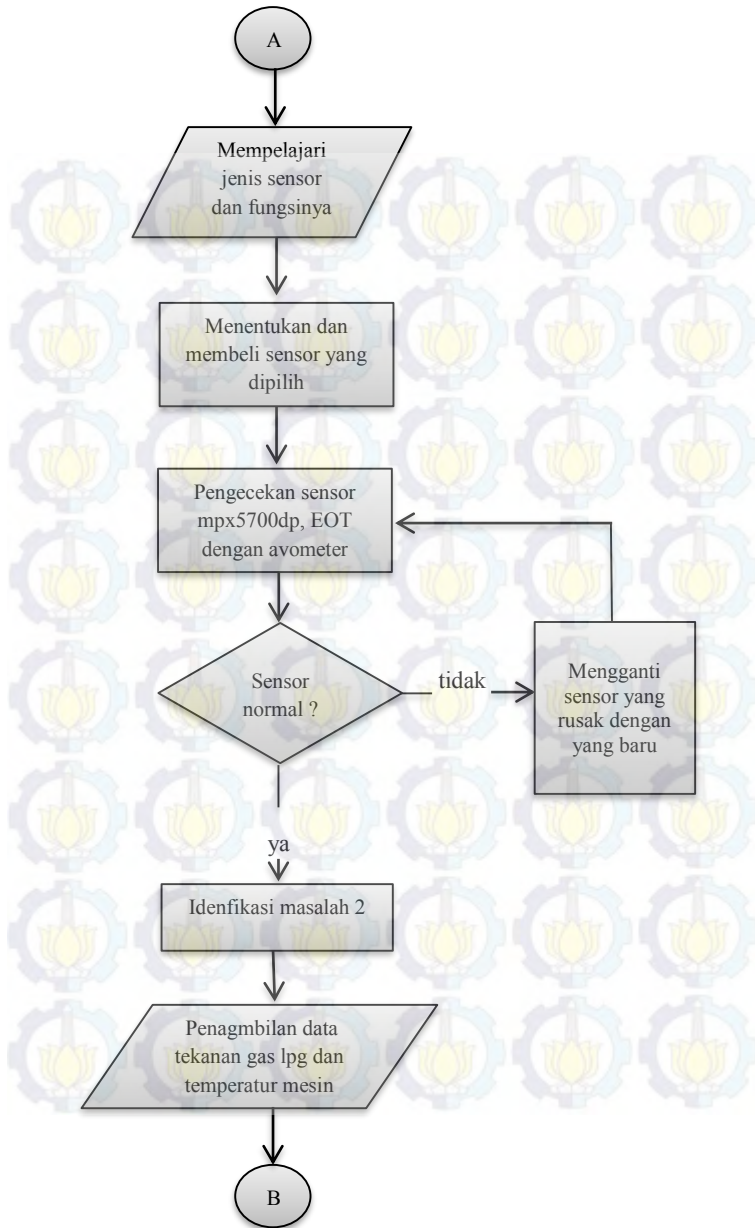 A
Mempelajari
jenis sensor
dan fungsinya
Menentukan dan
membeli sensor yang
dipilih
Pengecekan sensor
mpx5700dp, EOT
dengan avometer
Sensor
normal ?
tidak
Mengganti
sensor yang
rusak dengan
yang baru
ya
Idenfikasi masalah 2
Penagmbilan data
tekanan gas lpg dan
temperatur mesin
B